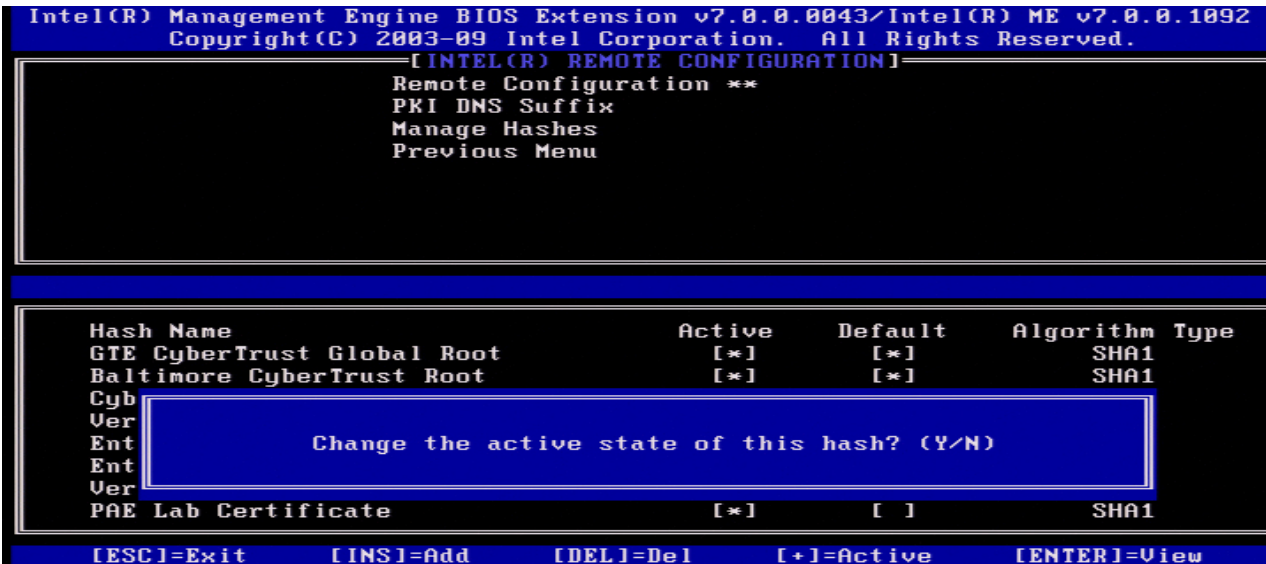 Intel(R) Management Engine BIOS Extension v7.0.0.0043/Intel(R) ME v7.0.0.1092
Copyright(C) 2003-09 Intel Corporation.  All Rights Reserved.
[INTEL(R) REMOTE CONFIGURATION]
Remote Configuration **
PKI DNS Suffix
Manage Hashes
Previous Menu
Hash Name Active Default Algorithm Type
GTE CyberTrust Global Root [*] [*] SHA1
Baltimore CyberTrust Root [*] [*] SHA1
Cyb
Ver
Ent
Change the active state of this hash? (Y/N)
Ent
Ver
PAE Lab Certificate [*] [ ] SHA1
[ESC]=Exit [INS]=Add [DEL]=Del [+]=Active [ENTER]=View